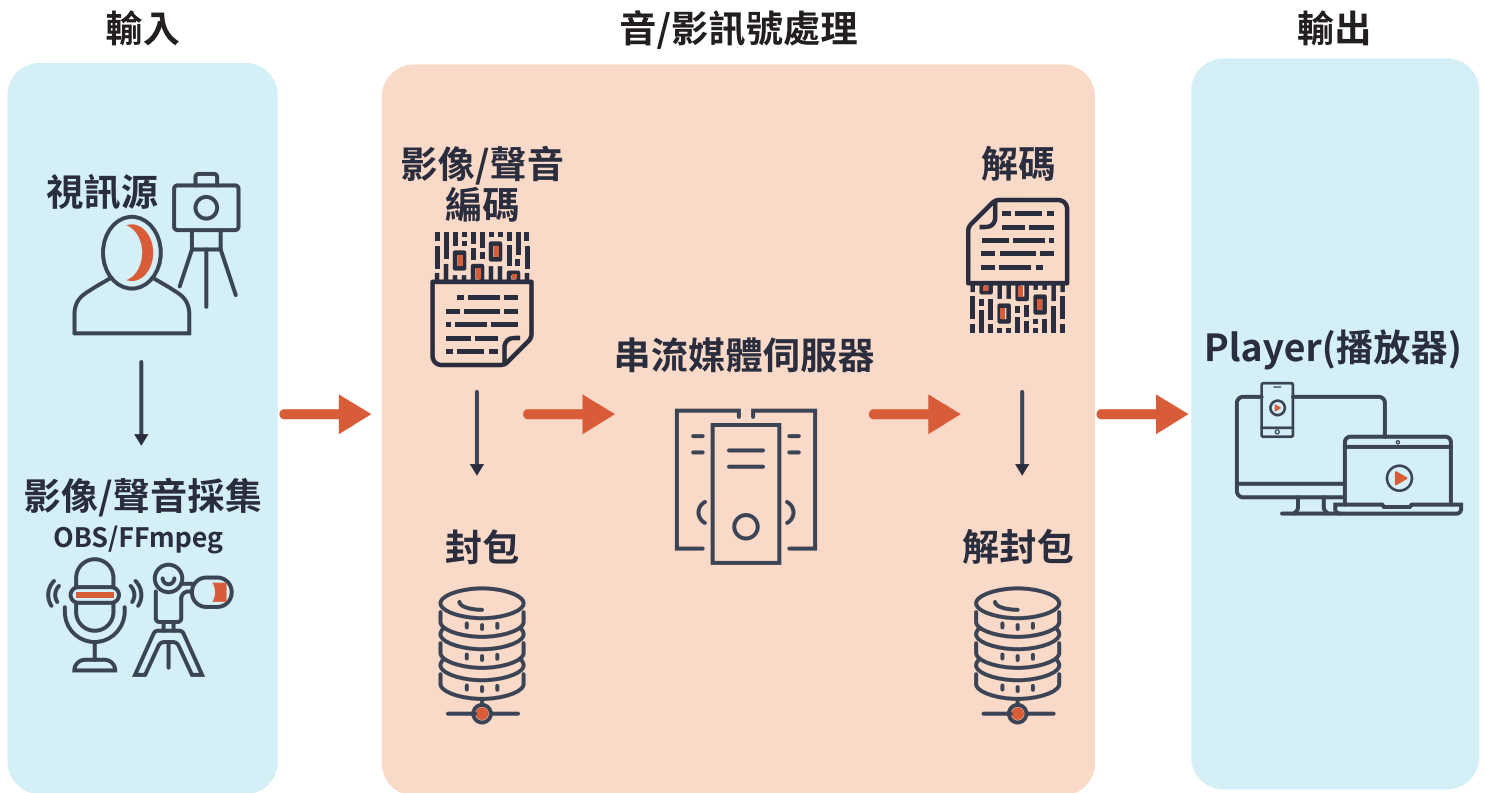 輸入
音/影訊號處理
輸出
視訊源
影像/聲音採集
OBS/FFmpeg
影像/聲音
編碼
封包
串流媒體伺服器
解碼
解封包
Player(播放器)